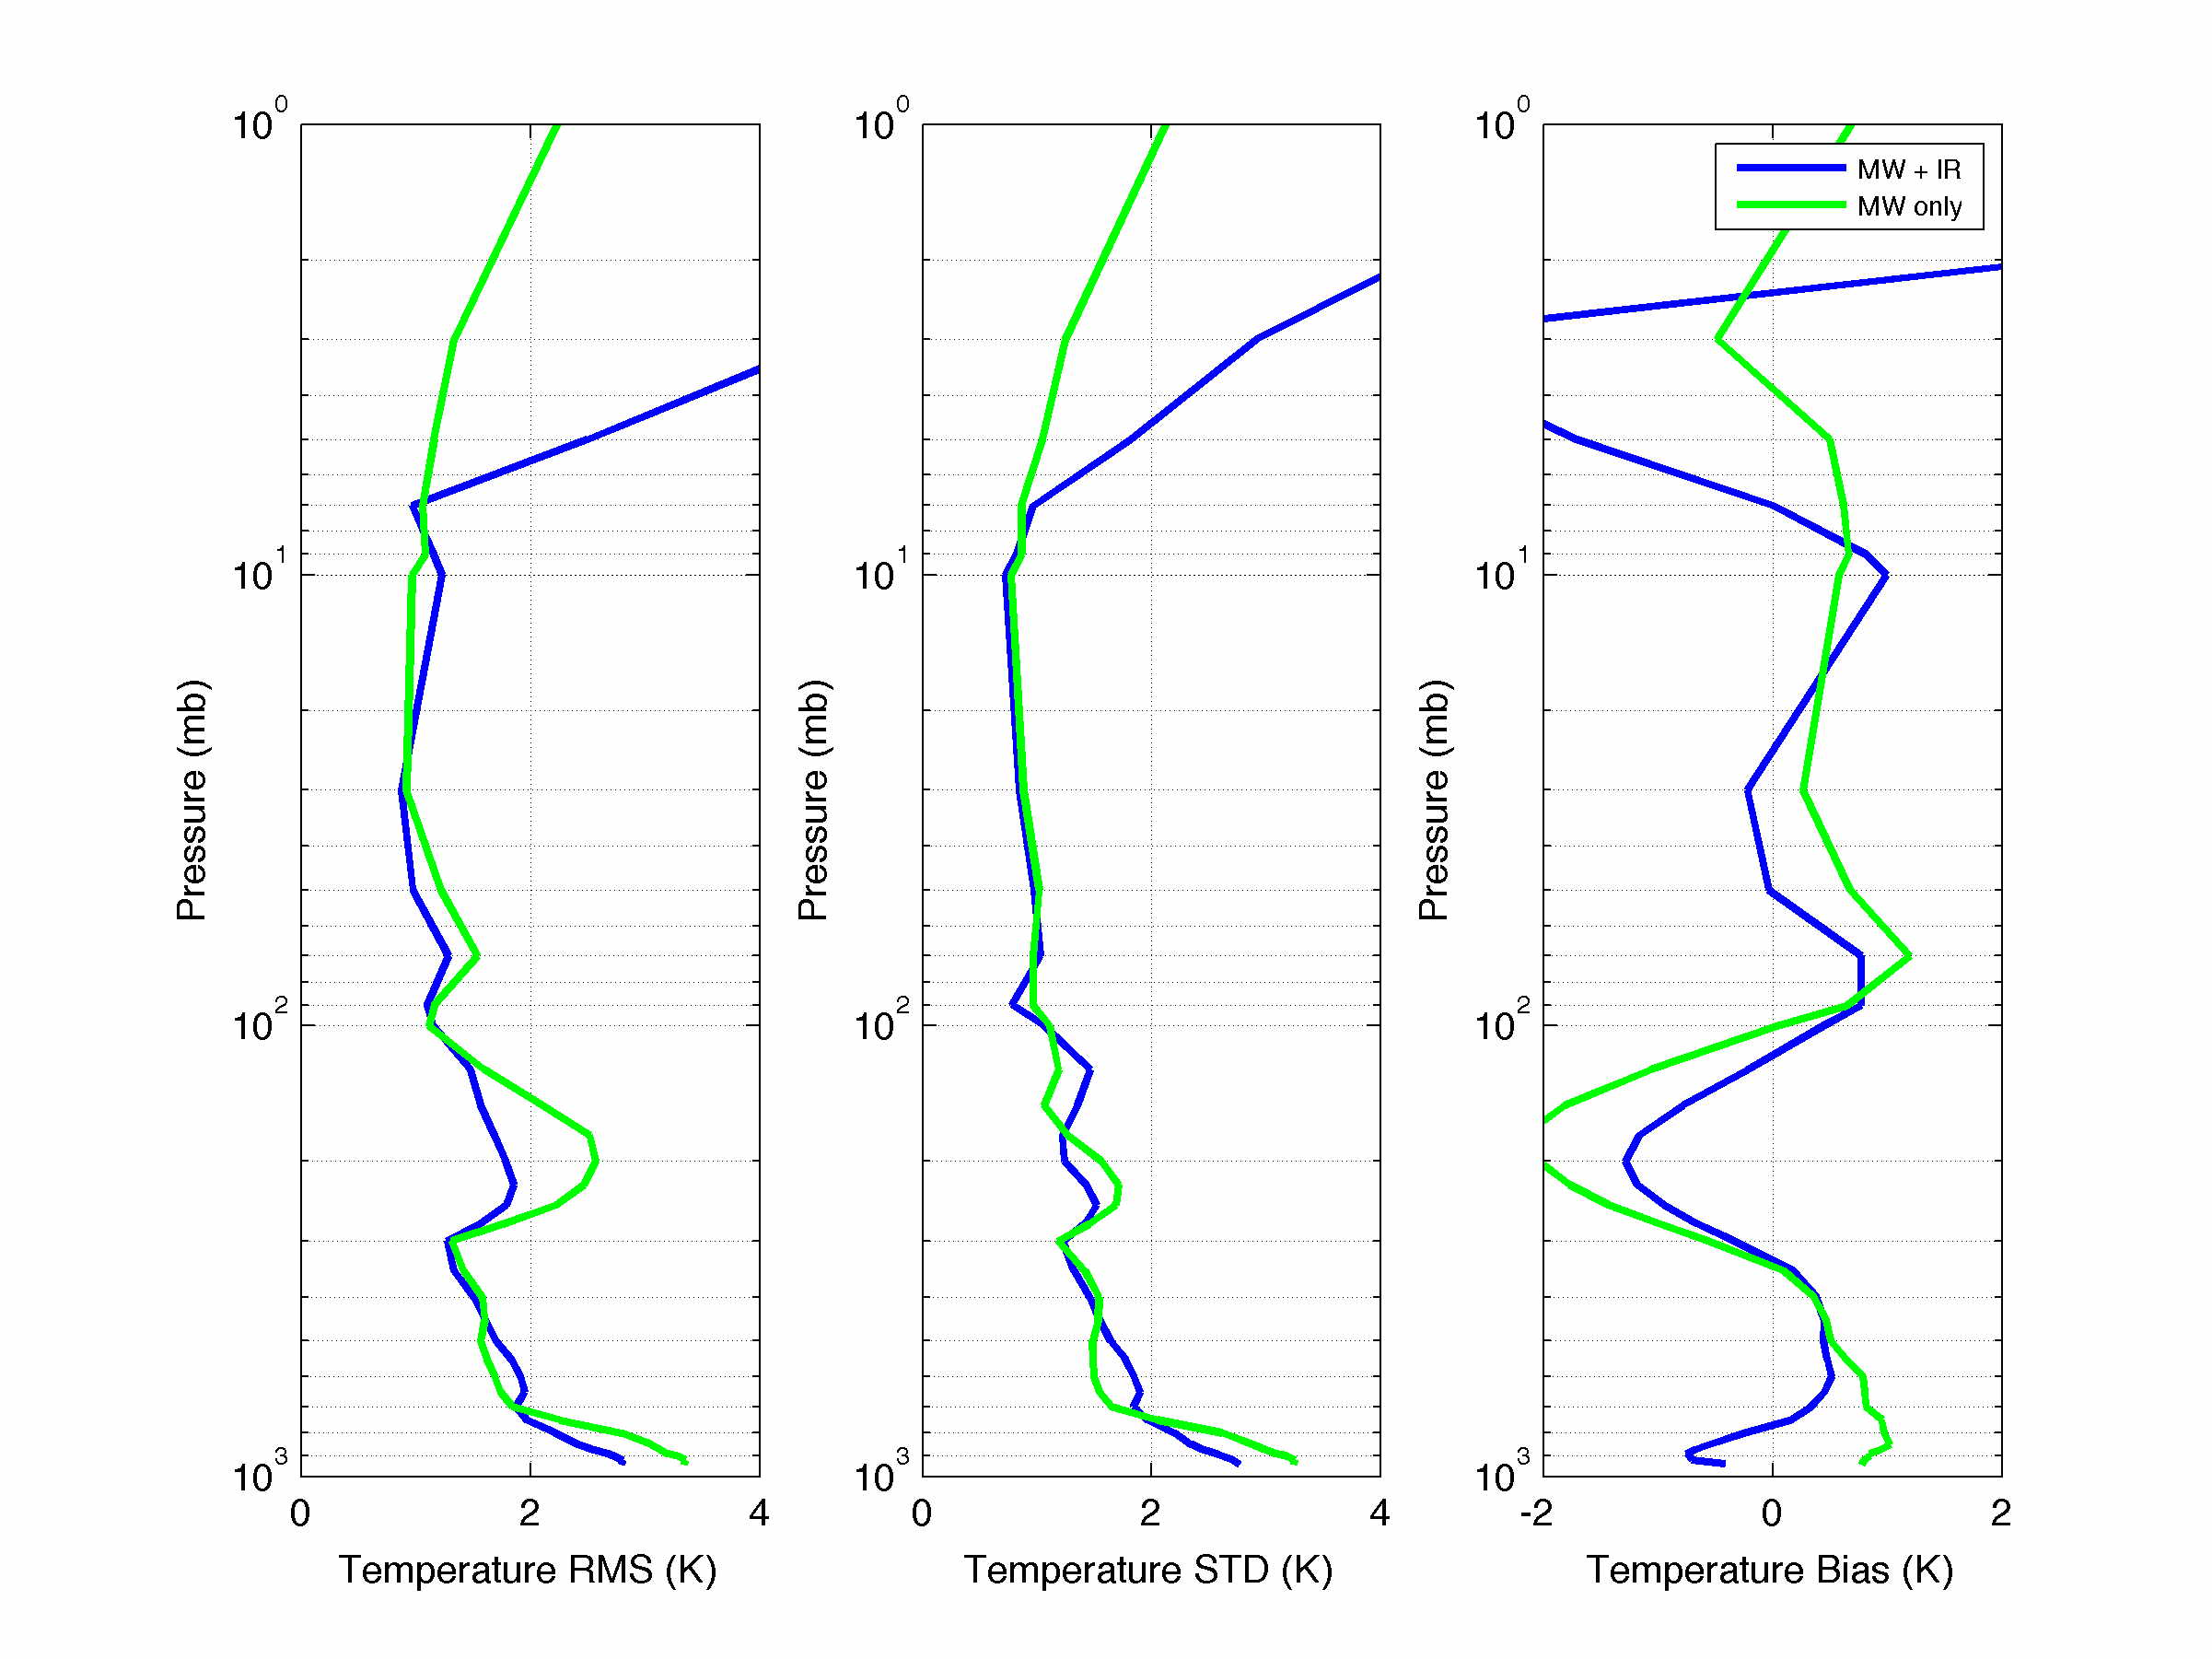 10^0
10^1
10^2
10^3
0 2 4
Pressure (mb)
Temperature RMS (K)
10^0
10^1
10^2
10^3
0 2 4
Pressure (mb)
Temperature STD (K)
10^0
10^1
10^2
10^3
-2 0 2
Pressure (mb)
Temperature Bias (K)
MW + IR
MW only